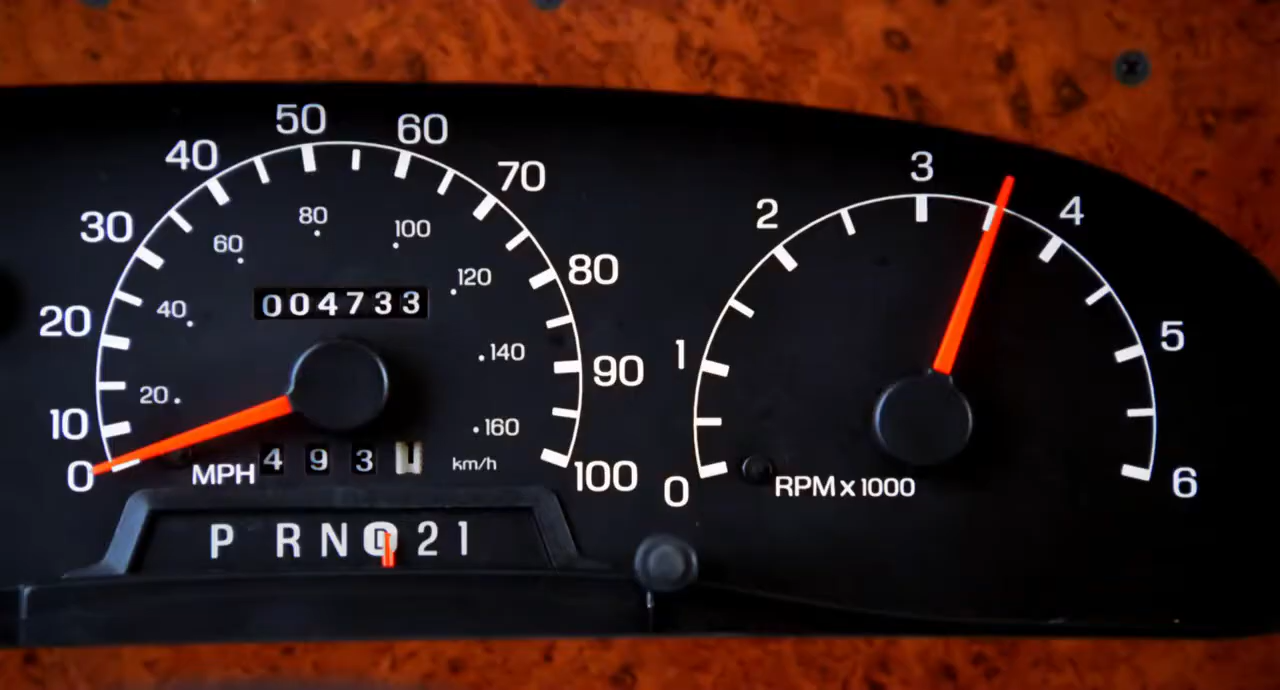 0 10 20 30 40 50 60 70 80 90 100
20 40 60 80 100 120 140 160
004733
MPH 493 km/h
P R N D 2 1
0 1 2 3 4 5 6
RPM x 1000